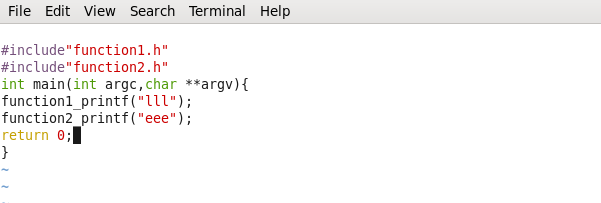 File Edit View Search Terminal Help
#include"function1.h"
#include"function2.h"
int main(int argc,char **argv){
function1_printf("lll");
function2_printf("eee");
return 0;
}
~
~